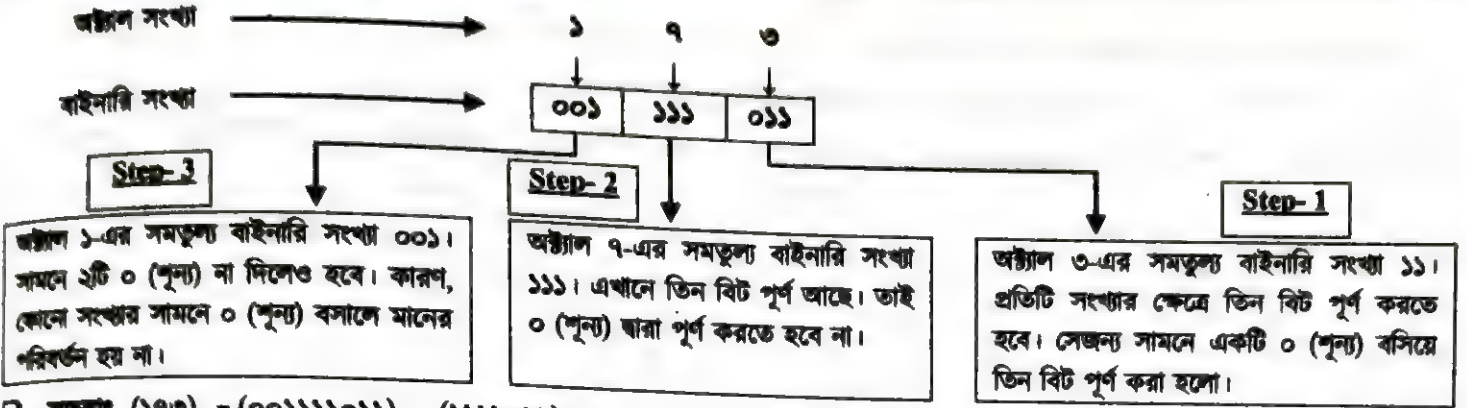 অক্ট্যাল সংখ্যা ১ ৭ ৩
বাইনারি সংখ্যা ০০১ ১১১ ০১১
Step- 3
অক্ট্যাল ১-এর সমতুল্য বাইনারি সংখ্যা ০০১।
সামনে ২টি ০ (শূন্য) না দিলেও হবে। কারণ,
কোনো সংখ্যার সামনে ০ (শূন্য) বসালে মানের
পরিবর্তন হয় না।
Step- 2
অক্ট্যাল ৭-এর সমতুল্য বাইনারি সংখ্যা
১১১। এখানে তিন বিট পূর্ণ আছে। তাই
০ (শূন্য) দ্বারা পূর্ণ করতে হবে না।
Step- 1
অক্ট্যাল ৩-এর সমতুল্য বাইনারি সংখ্যা ১১।
প্রতিটি সংখ্যার ক্ষেত্রে তিন বিট পূর্ণ করতে
হবে। সেজন্য সামনে একটি ০ (শূন্য) বসিয়ে
তিন বিট পূর্ণ করা হলো।